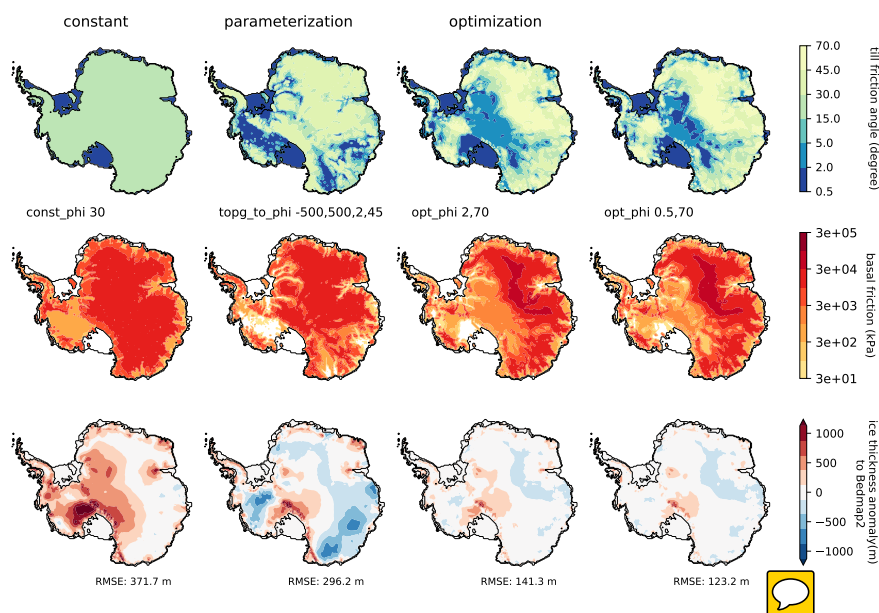 constant parameterization optimization
70.0
45.0
30.0
15.0
5.0
2.0
0.5
till friction angle (degree)
const_phi 30 topg_to_phi -500,500,2,45 opt_phi 2,70 opt_phi 0.5,70
3e+05
3e+04
3e+03
3e+02
3e+01
basal friction (kPa)
1000
500
0
−500
−1000
ice thickness anomaly(m)
to Bedmap2
RMSE: 371.7 m RMSE: 296.2 m RMSE: 141.3 m RMSE: 123.2 m